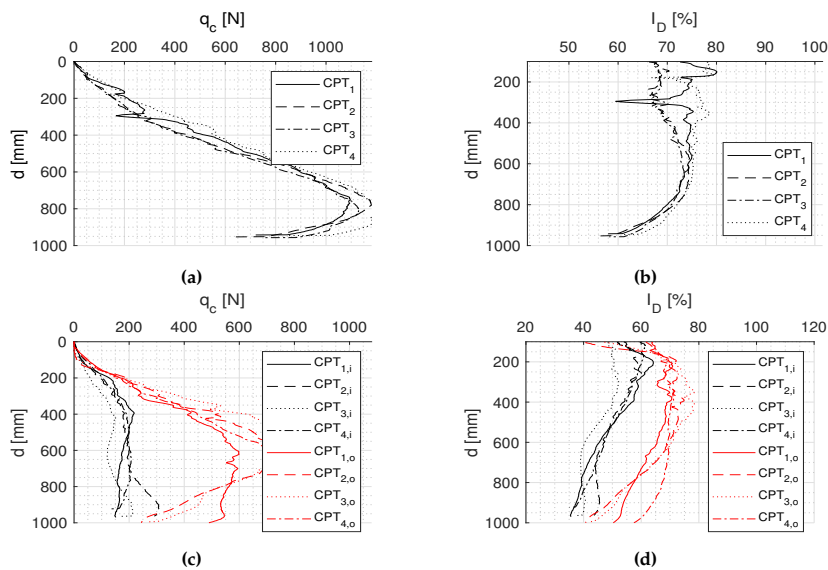 q_c [N]
0 200 400 600 800 1000
0
200
400
600
800
1000
d [mm]
CPT_1
CPT_2
CPT_3
CPT_4
(a)
I_D [%]
50 60 70 80 90 100
200
400
600
800
1000
d [mm]
CPT_1
CPT_2
CPT_3
CPT_4
(b)
q_c [N]
0 200 400 600 800 1000
0
200
400
600
800
1000
d [mm]
CPT_1,i
CPT_2,i
CPT_3,i
CPT_4,i
CPT_1,o
CPT_2,o
CPT_3,o
CPT_4,o
(c)
I_D [%]
20 40 60 80 100 120
200
400
600
800
1000
d [mm]
CPT_1,i
CPT_2,i
CPT_3,i
CPT_4,i
CPT_1,o
CPT_2,o
CPT_3,o
CPT_4,o
(d)